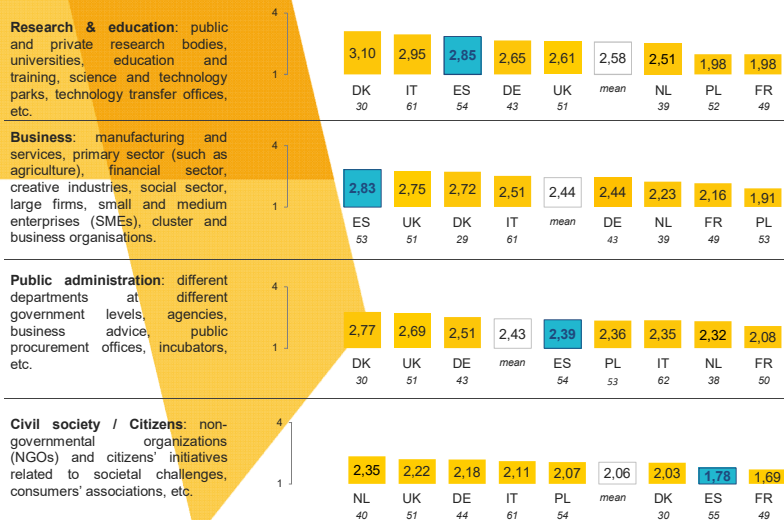 Research & education: public
and private research bodies,
universities, education and
training, science and technology
parks, technology transfer offices,
etc.
4
1
3,10 2,95 2,85 2,65 2,61 2,58 2,51 1,98 1,98
DK IT ES DE UK mean NL PL FR
30 61 54 43 51 39 52 49
Business: manufacturing and
services, primary sector (such as
agriculture), financial sector,
creative industries, social sector,
large firms, small and medium
enterprises (SMEs), cluster and
business organisations.
4
1
2,83 2,75 2,72 2,51 2,44 2,44 2,23 2,16 1,91
ES UK DK IT mean DE NL FR PL
53 51 29 61 43 39 49 53
Public administration: different
departments at different
government levels, agencies,
business advice, public
procurement offices, incubators,
etc.
4
1
2,77 2,69 2,51 2,43 2,39 2,36 2,35 2,32 2,08
DK UK DE mean ES PL IT NL FR
30 51 43 54 53 62 38 50
Civil society / Citizens: non-
governmental organizations
(NGOs) and citizens' initiatives
related to societal challenges,
consumers' associations, etc.
4
1
2,35 2,22 2,18 2,11 2,07 2,06 2,03 1,78 1,69
NL UK DE IT PL mean DK ES FR
40 51 44 61 54 30 55 49